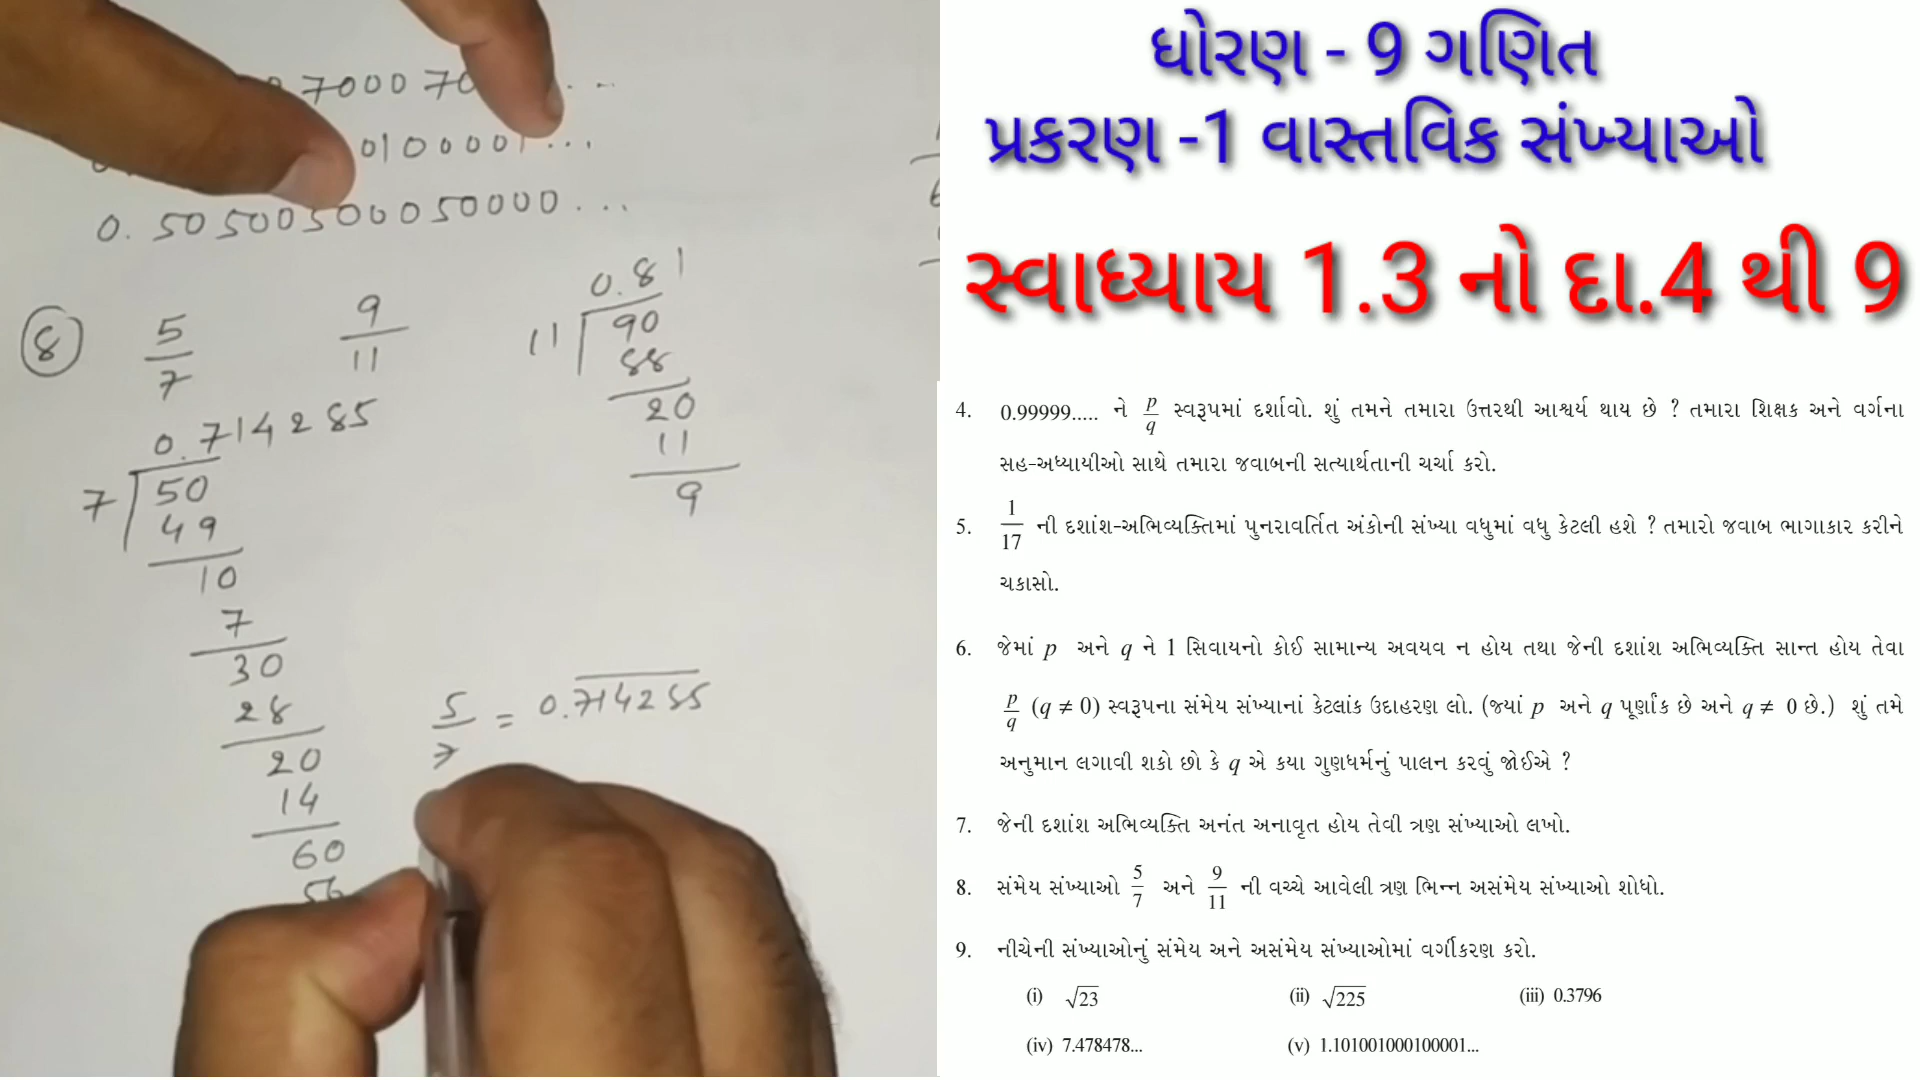 7000 70 ...
0100001...
0.50500500050000...
8 5/7 9/11
0.81
11 90
88
20
11
9
0.714285
7 50
49
10
7
30
28
20
14
60
56
5/7 = 0.714285
ધોરણ - 9 ગણિત
પ્રકરણ -1 વાસ્તવિક સંખ્યાઓ
સ્વાધ્યાય 1.3 નો દા.4 થી 9
4. 0.99999..... ને p/q સ્વરૂપમાં દર્શાવો. શું તમને તમારા ઉત્તરથી આશ્ચર્ય થાય છે ? તમારા શિક્ષક અને વર્ગના
સહ-અધ્યાયીઓ સાથે તમારા જવાબની સત્યાર્થતાની ચર્ચા કરો.
5. 1/17 ની દશાંશ-અભિવ્યક્તિમાં પુનરાવર્તિત અંકોની સંખ્યા વધુમાં વધુ કેટલી હશે ? તમારો જવાબ ભાગાકાર કરીને
ચકાસો.
6. જેમાં p અને q ને 1 સિવાયનો કોઈ સામાન્ય અવયવ ન હોય તથા જેની દશાંશ અભિવ્યક્તિ સાન્ત હોય તેવા
p/q (q ≠ 0) સ્વરૂપના સંમેય સંખ્યાનાં કેટલાંક ઉદાહરણ લો. (જ્યાં p અને q પૂર્ણાંક છે અને q ≠ 0 છે.) શું તમે
અનુમાન લગાવી શકો છો કે q એ કયા ગુણધર્મનું પાલન કરવું જોઈએ ?
7. જેની દશાંશ અભિવ્યક્તિ અનંત અનાવૃત હોય તેવી ત્રણ સંખ્યાઓ લખો.
8. સંમેય સંખ્યાઓ 5/7 અને 9/11 ની વચ્ચે આવેલી ત્રણ ભિન્ન અસંમેય સંખ્યાઓ શોધો.
9. નીચેની સંખ્યાઓનું સંમેય અને અસંમેય સંખ્યાઓમાં વર્ગીકરણ કરો.
(i) √23 (ii) √225 (iii) 0.3796
(iv) 7.478478... (v) 1.101001000100001...